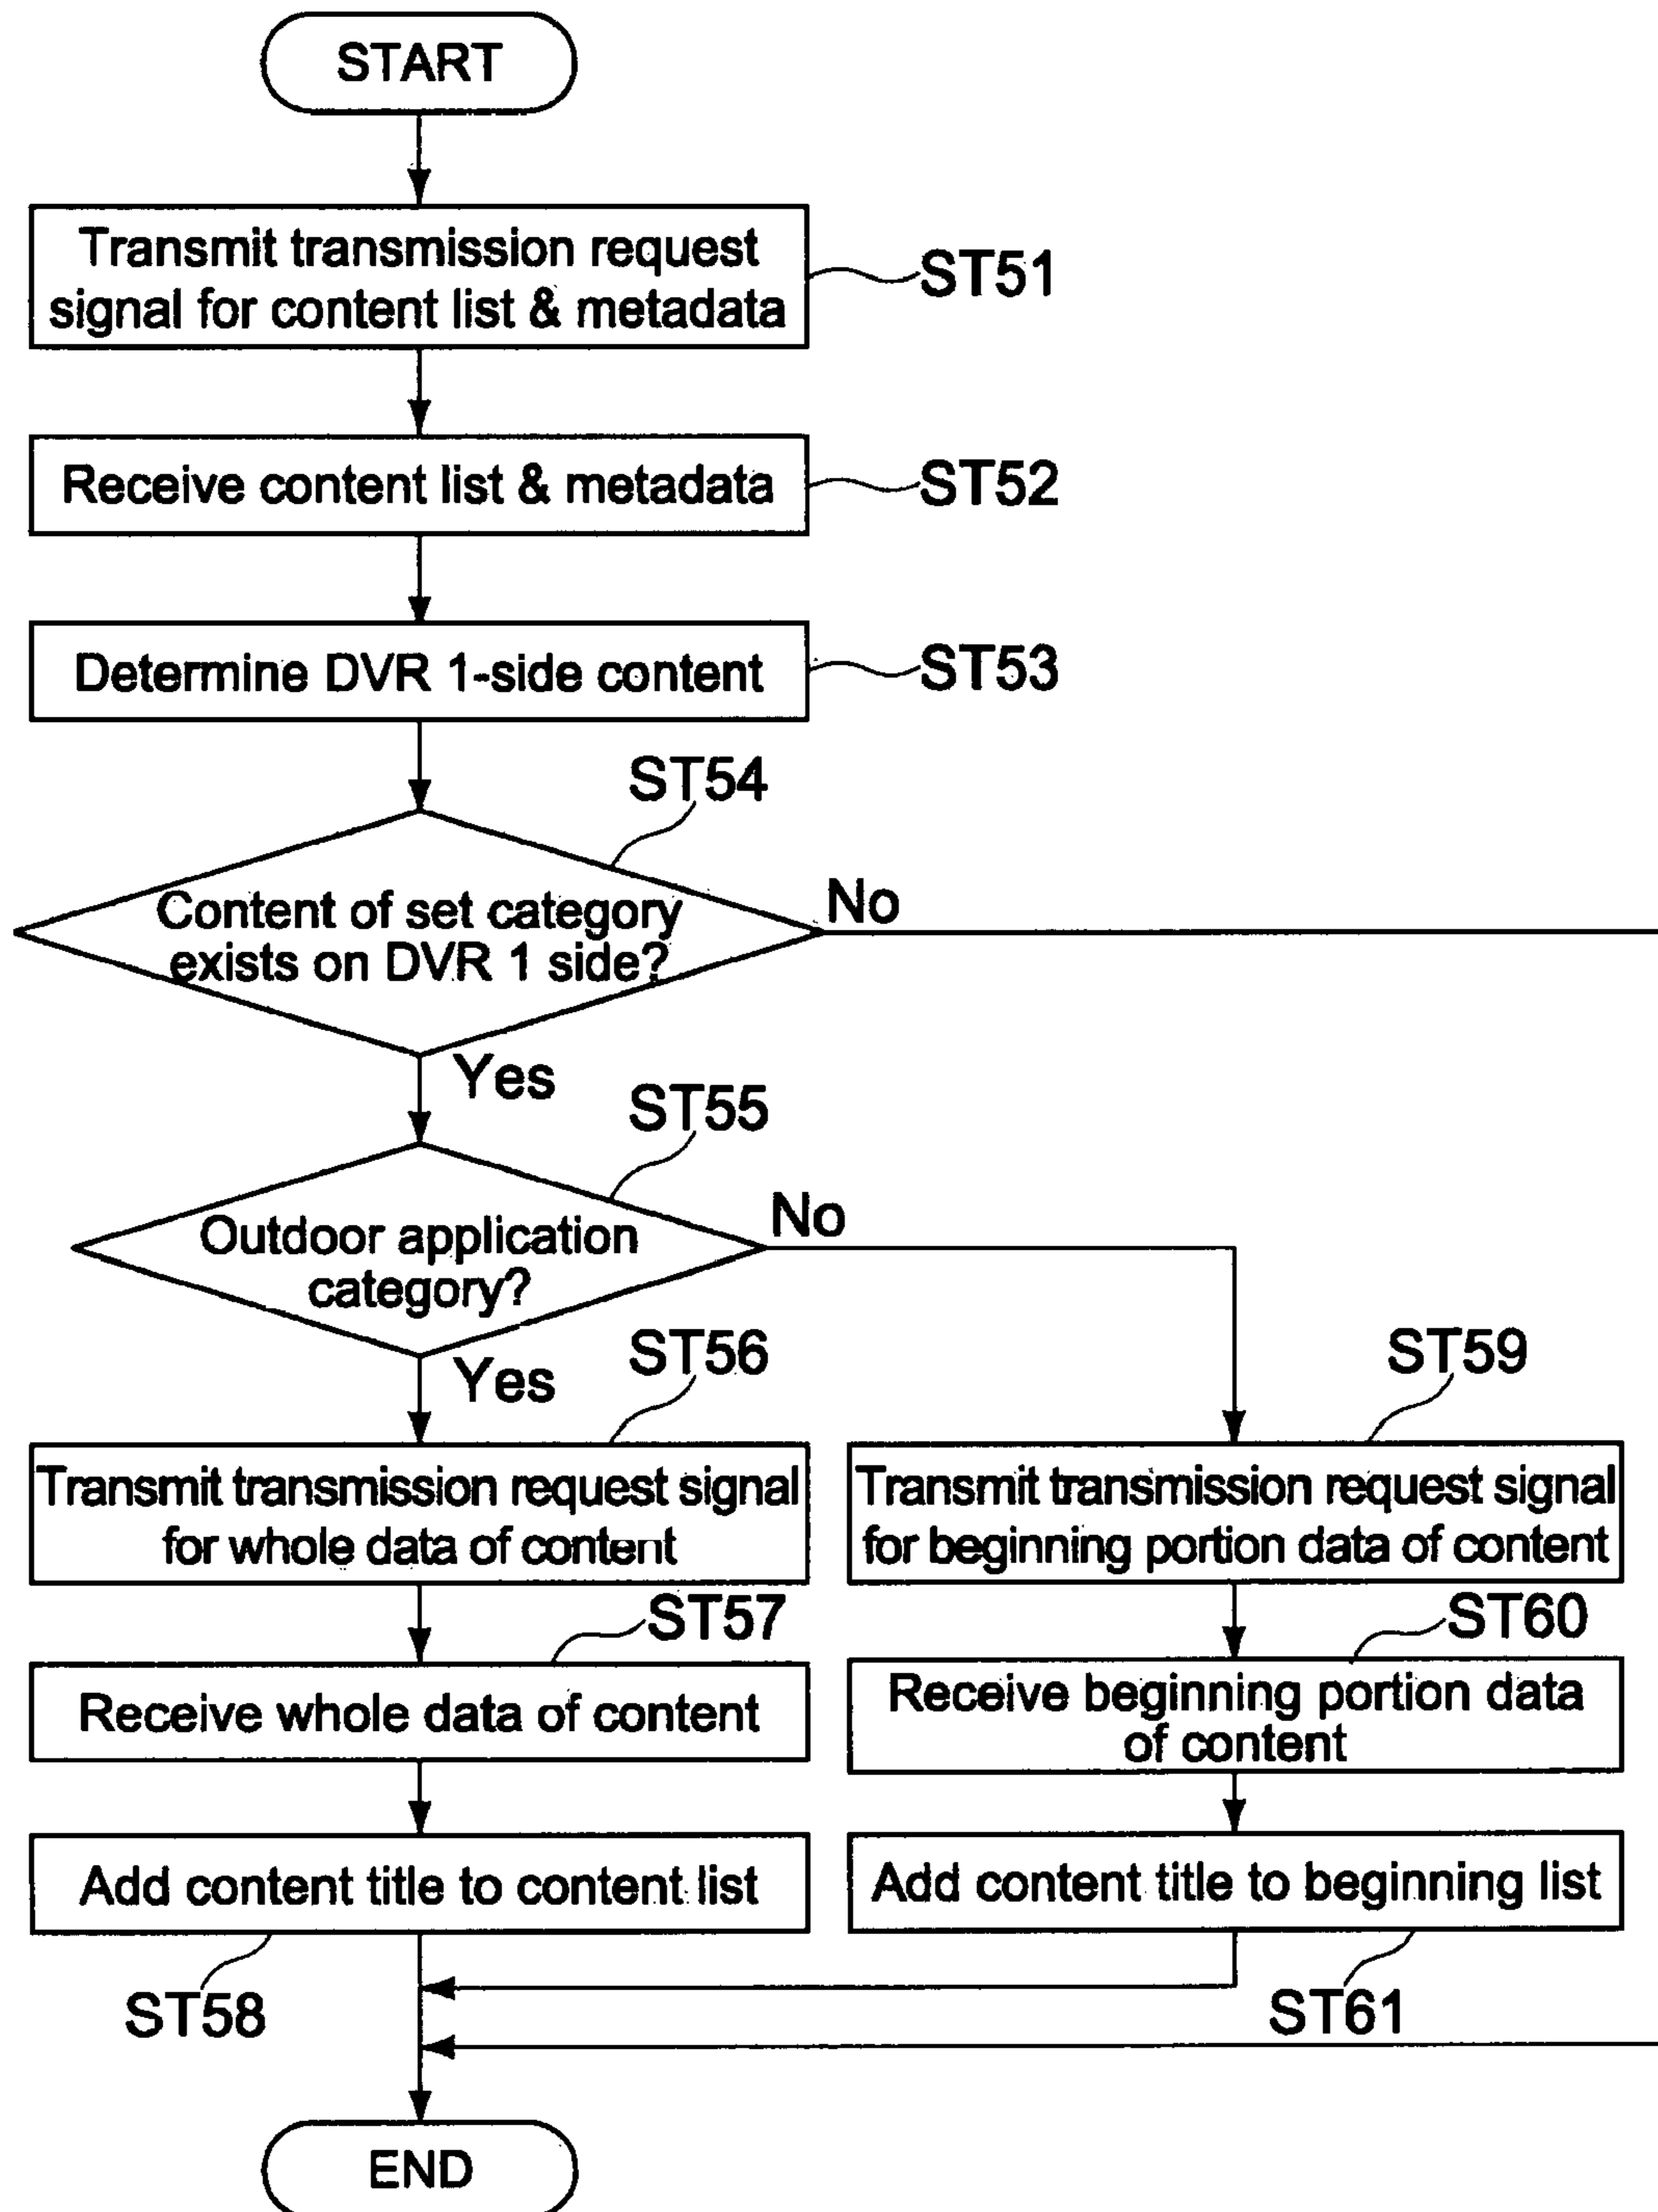 START
Transmit transmission request
signal for content list & metadata
ST51
Receive content list & metadata
ST52
Determine DVR 1-side content
ST53
ST54
Content of set category
exists on DVR 1 side?
No
Yes
ST55
Outdoor application
category?
No
Yes
ST56
Transmit transmission request signal
for whole data of content
ST57
Receive whole data of content
Add content title to content list
ST58
ST59
Transmit transmission request signal
for beginning portion data of content
ST60
Receive beginning portion data
of content
Add content title to beginning list
ST61
END